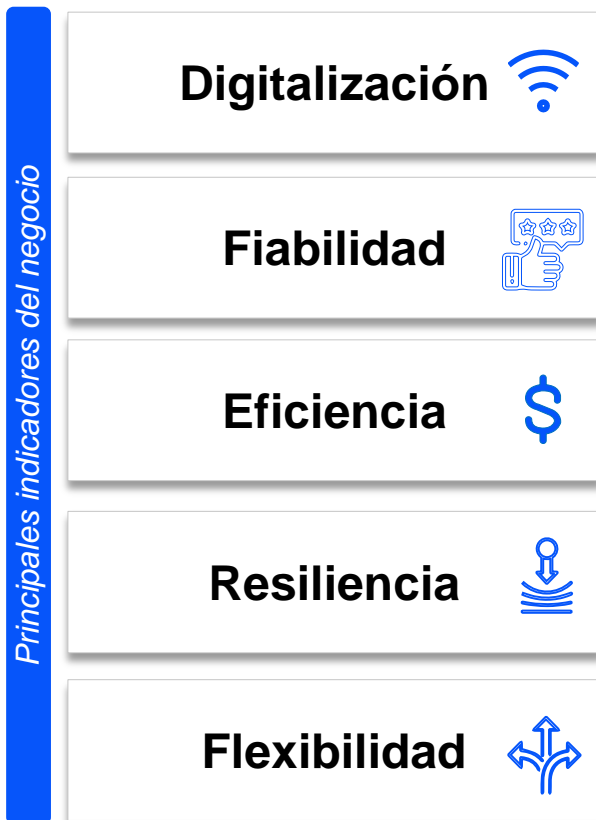 Principales indicadores del negocio
Digitalización
Fiabilidad
Eficiencia
$
Resiliencia
Flexibilidad